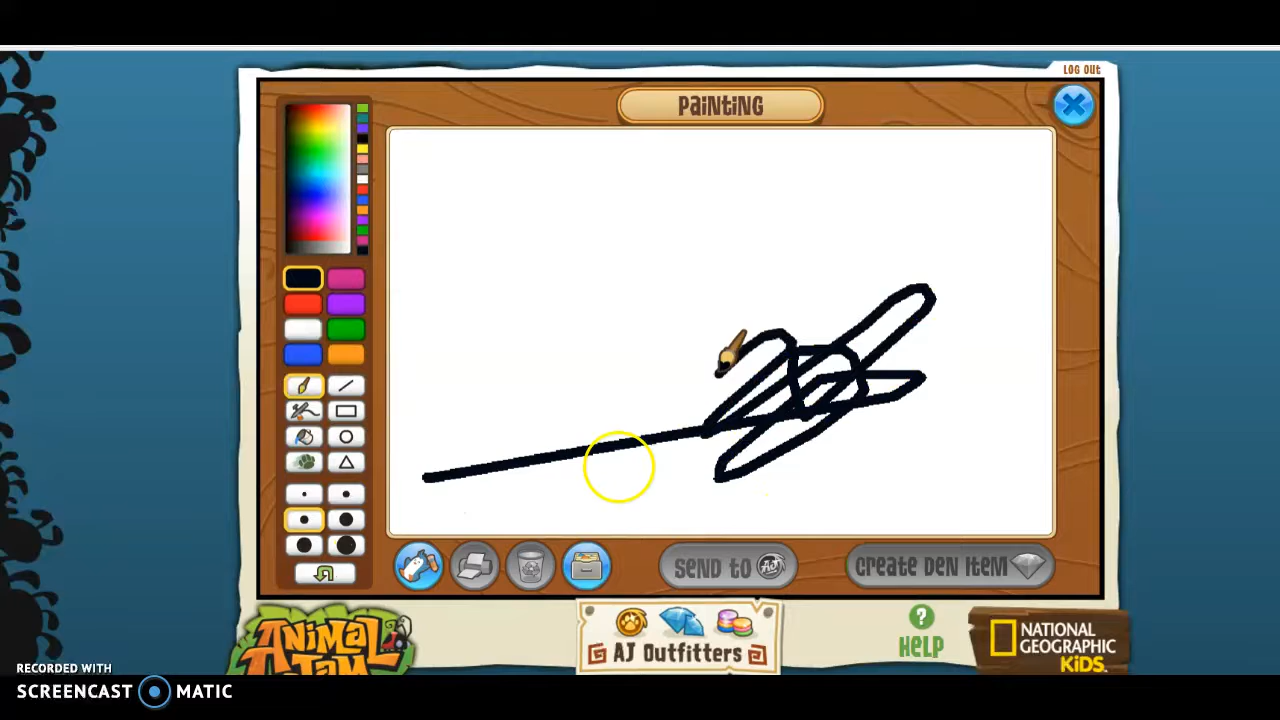 LOG OUT
PAINTING
SEND TO AJ
CREATE DEN ITEM
ANIMAL
JAM
AJ Outfitters
?
HELP
NATIONAL
GEOGRAPHIC
KiDS.
RECORDED WITH
SCREENCAST MATIC